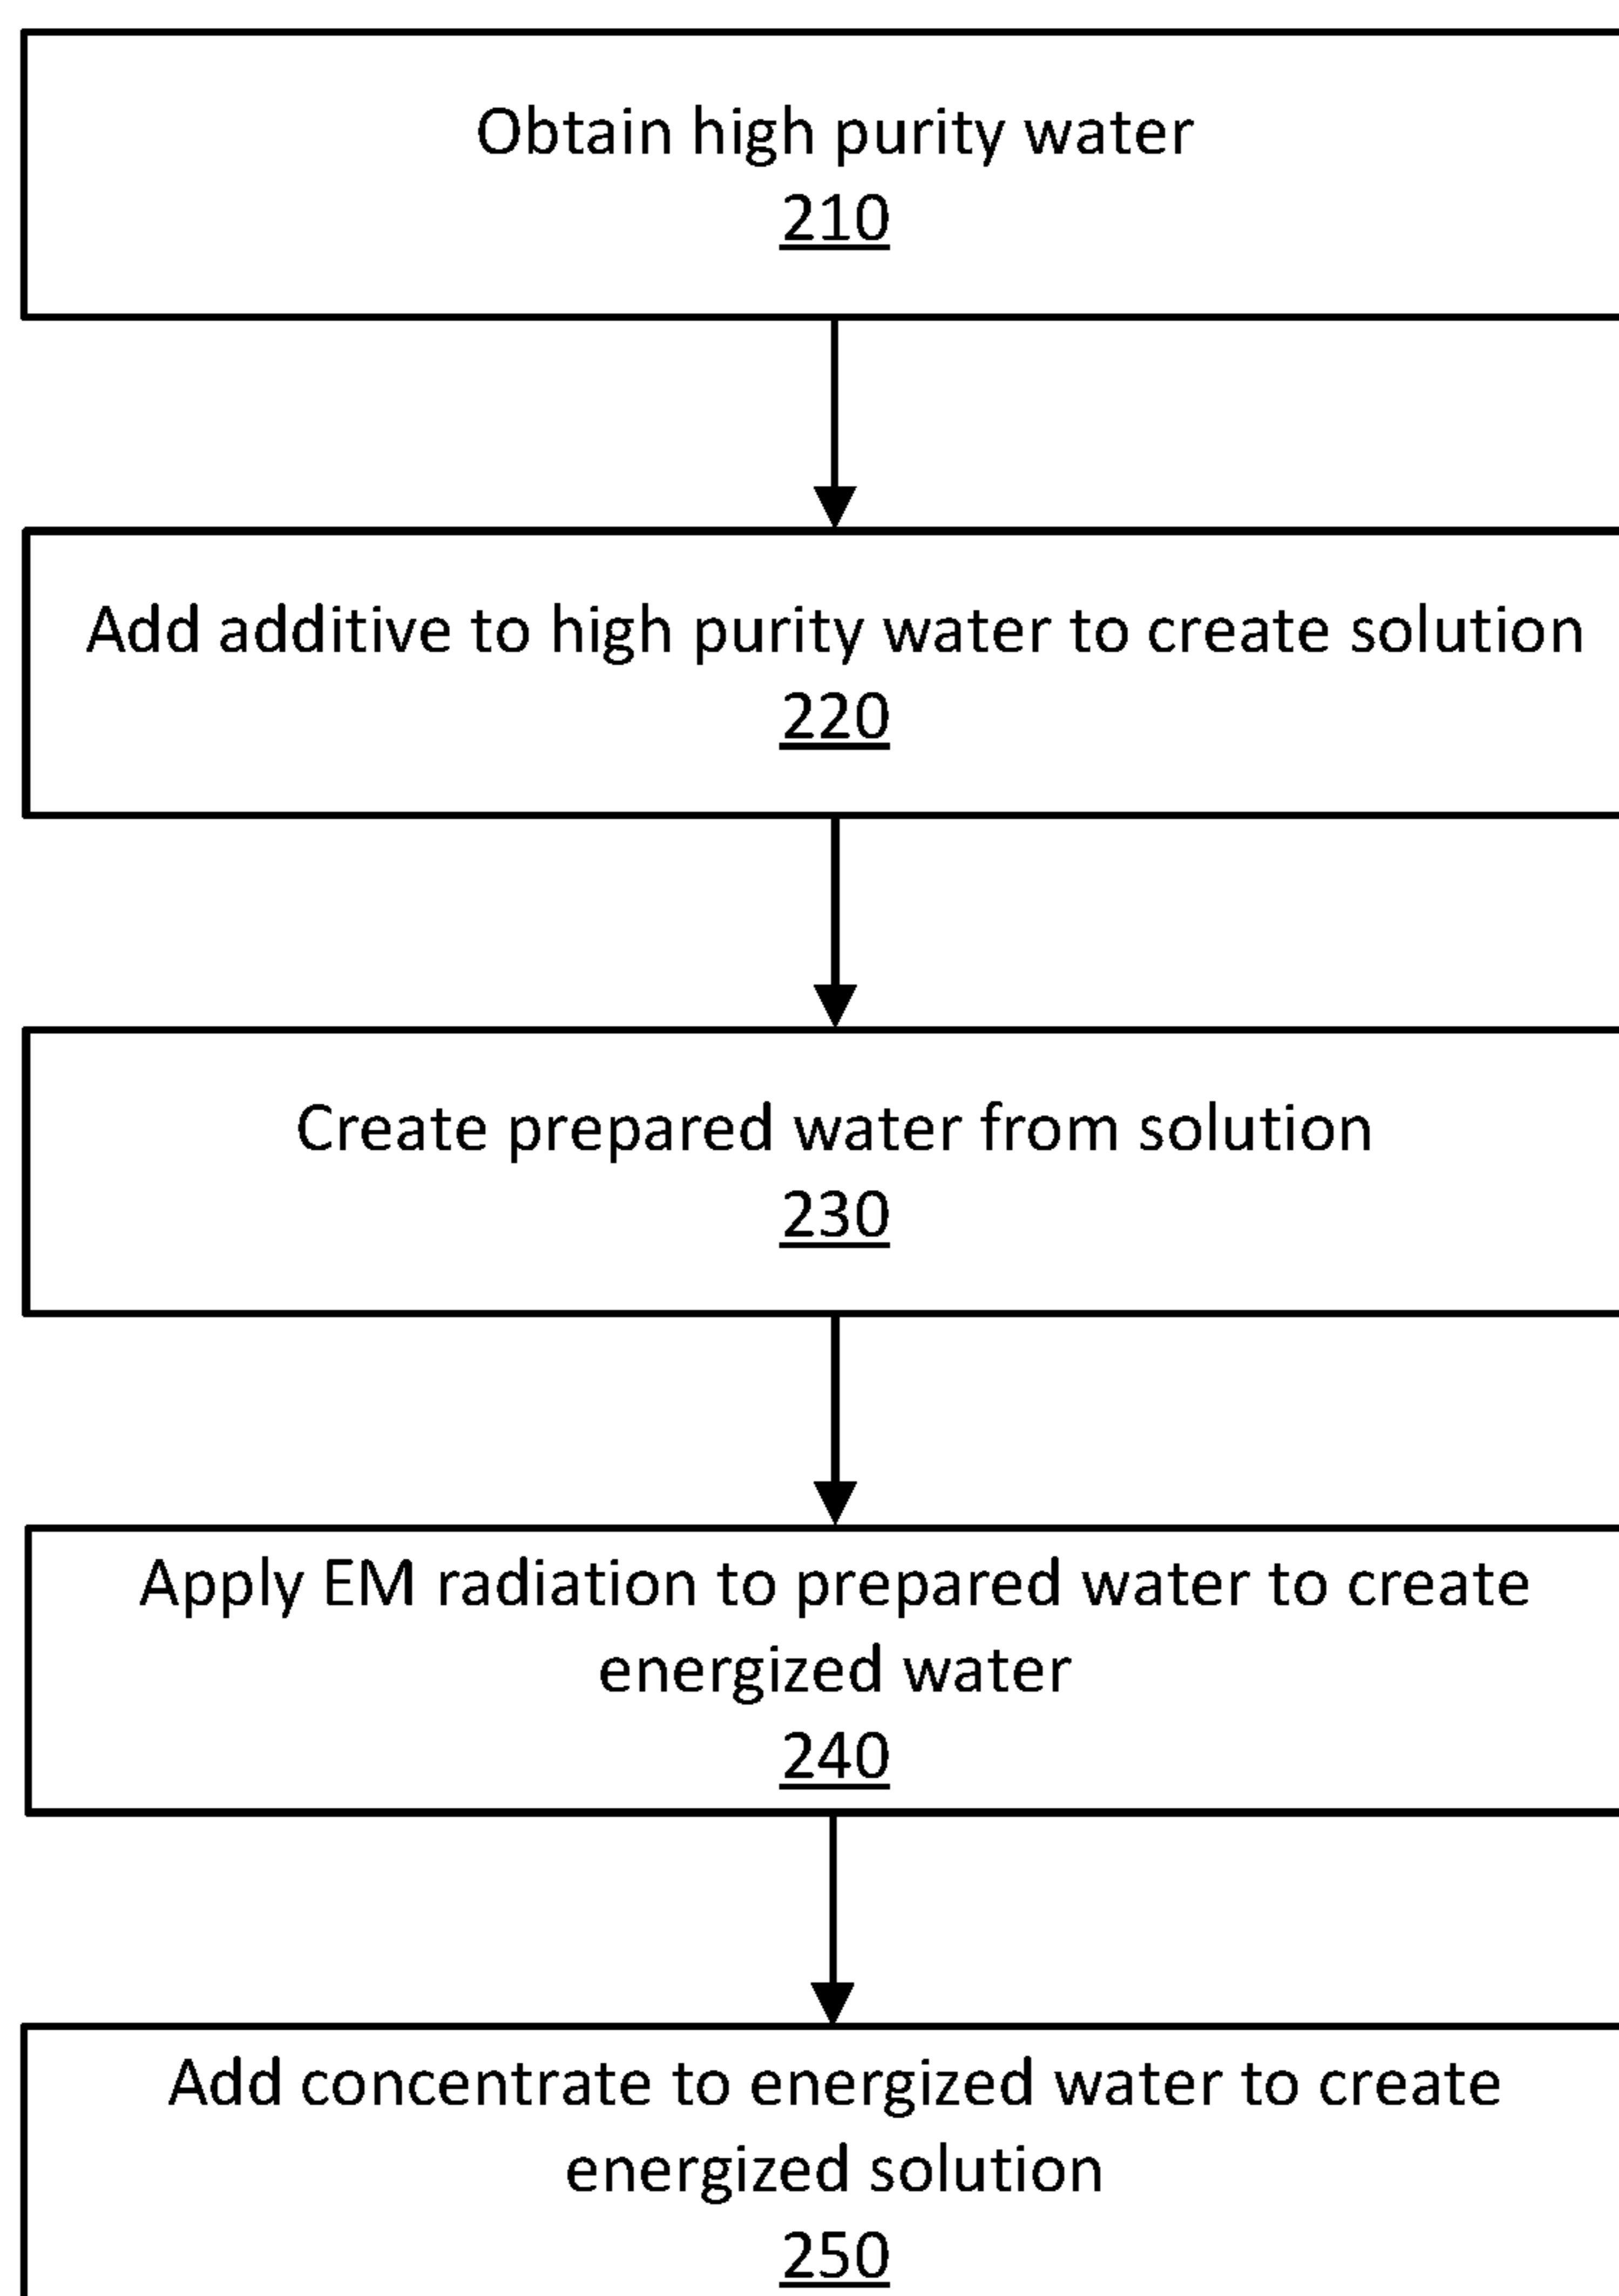 Obtain high purity water
210
Add additive to high purity water to create solution
220
Create prepared water from solution
230
Apply EM radiation to prepared water to create
energized water
240
Add concentrate to energized water to create
energized solution
250